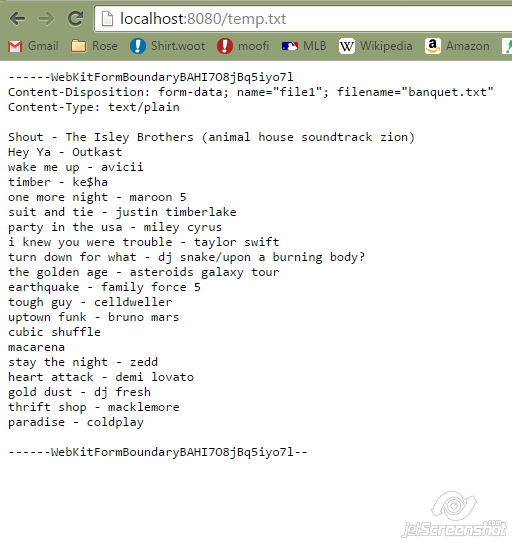 localhost:8080/temp.txt
Gmail Rose Shirt.woot moofi MLB Wikipedia Amazon
------WebKitFormBoundaryBAHI7O8jBq5iyo7l
Content-Disposition: form-data; name="file1"; filename="banquet.txt"
Content-Type: text/plain
Shout - The Isley Brothers (animal house soundtrack zion)
Hey Ya - Outkast
wake me up - avicii
timber - ke$ha
one more night - maroon 5
suit and tie - justin timberlake
party in the usa - miley cyrus
i knew you were trouble - taylor swift
turn down for what - dj snake/upon a burning body?
the golden age - asteroids galaxy tour
earthquake - family force 5
tough guy - celldweller
uptown funk - bruno mars
cubic shuffle
macarena
stay the night - zedd
heart attack - demi lovato
gold dust - dj fresh
thrift shop - macklemore
paradise - coldplay
------WebKitFormBoundaryBAHI7O8jBq5iyo7l--
jetScreenshot.com